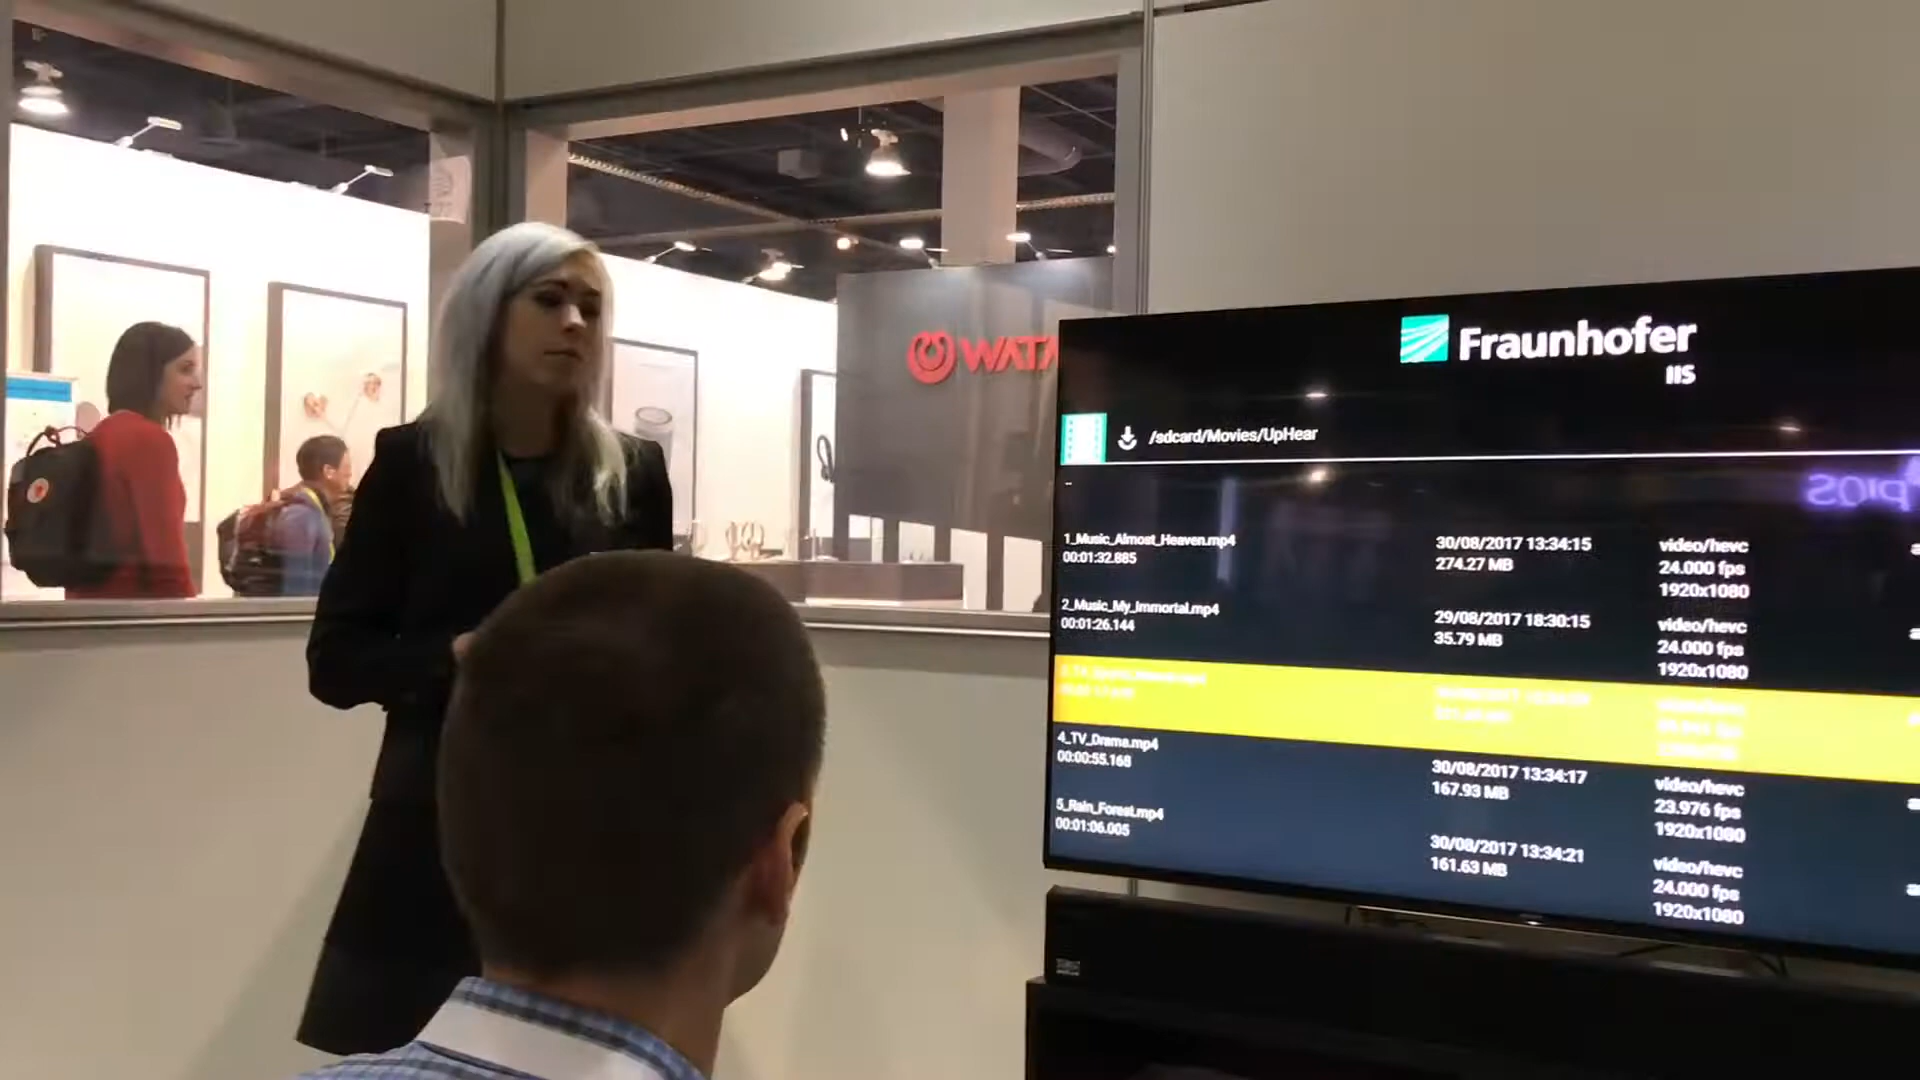 WATA
Fraunhofer
IIS
/sdcard/Movies/UpHear
..
1_Music_Almost_Heaven.mp4
00:01:32.885
30/08/2017 13:34:15
274.27 MB
video/hevc
24.000 fps
1920x1080
2_Music_My_Immortal.mp4
00:01:26.144
29/08/2017 18:30:15
35.79 MB
video/hevc
24.000 fps
1920x1080
4_TV_Drama.mp4
00:00:55.168
30/08/2017 13:34:17
167.93 MB
video/hevc
23.976 fps
1920x1080
5_Rain_Forest.mp4
00:01:06.005
30/08/2017 13:34:21
161.63 MB
video/hevc
24.000 fps
1920x1080